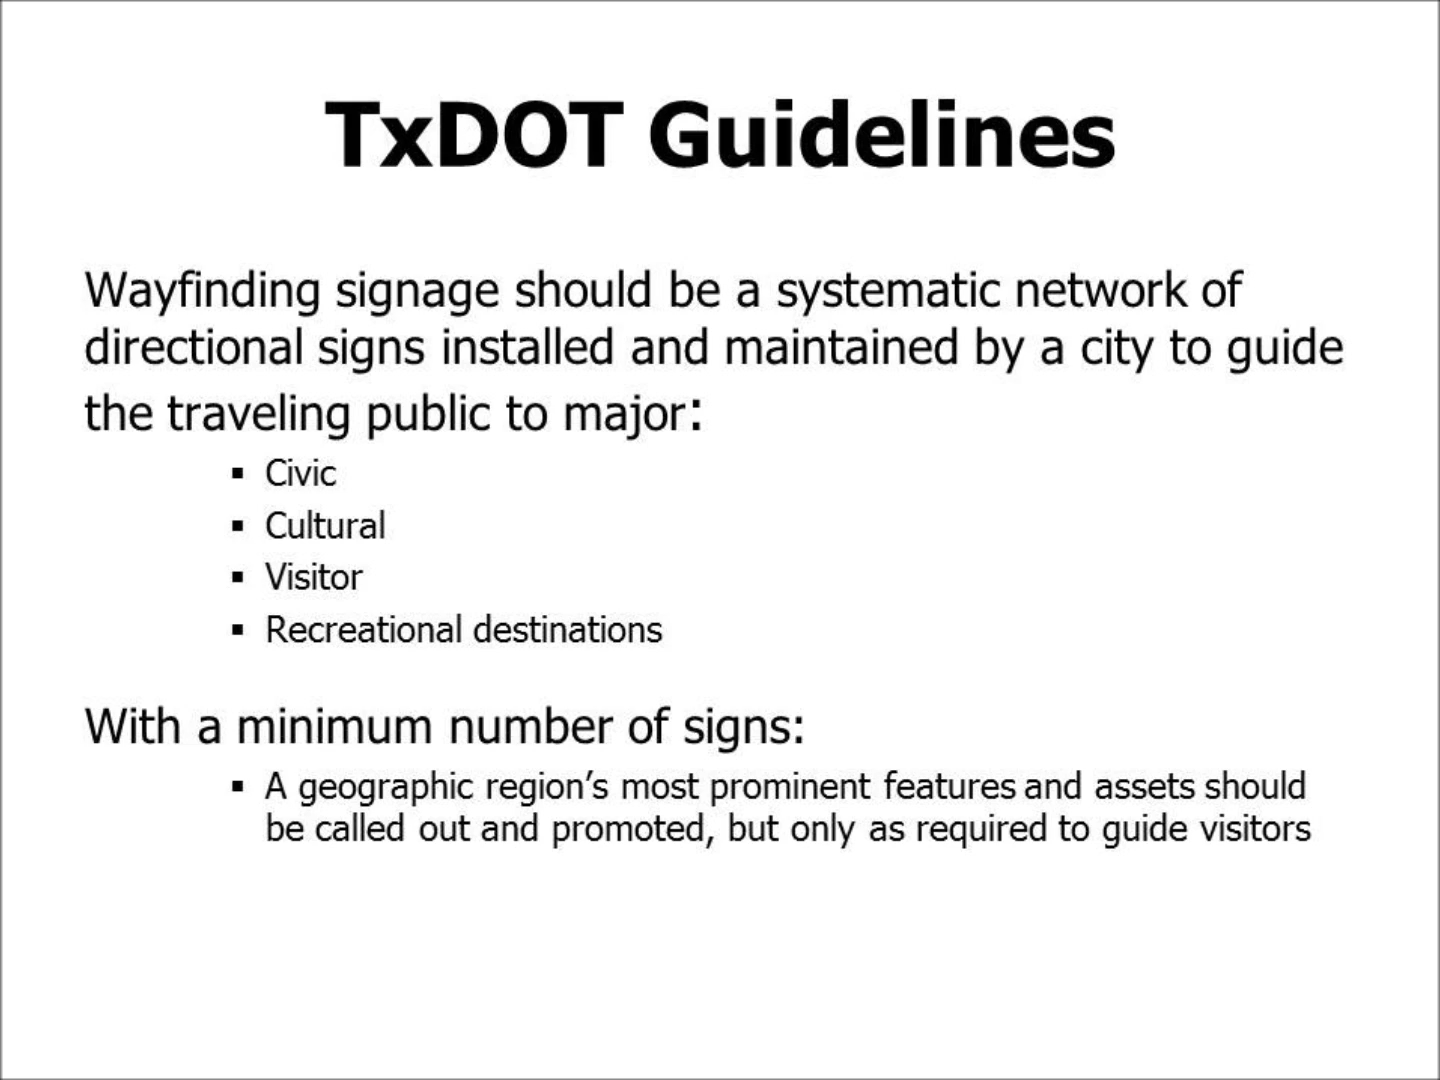 TxDOT Guidelines
Wayfinding signage should be a systematic network of
directional signs installed and maintained by a city to guide
the traveling public to major:
▪ Civic
▪ Cultural
▪ Visitor
▪ Recreational destinations
With a minimum number of signs:
▪ A geographic region’s most prominent features and assets should
be called out and promoted, but only as required to guide visitors